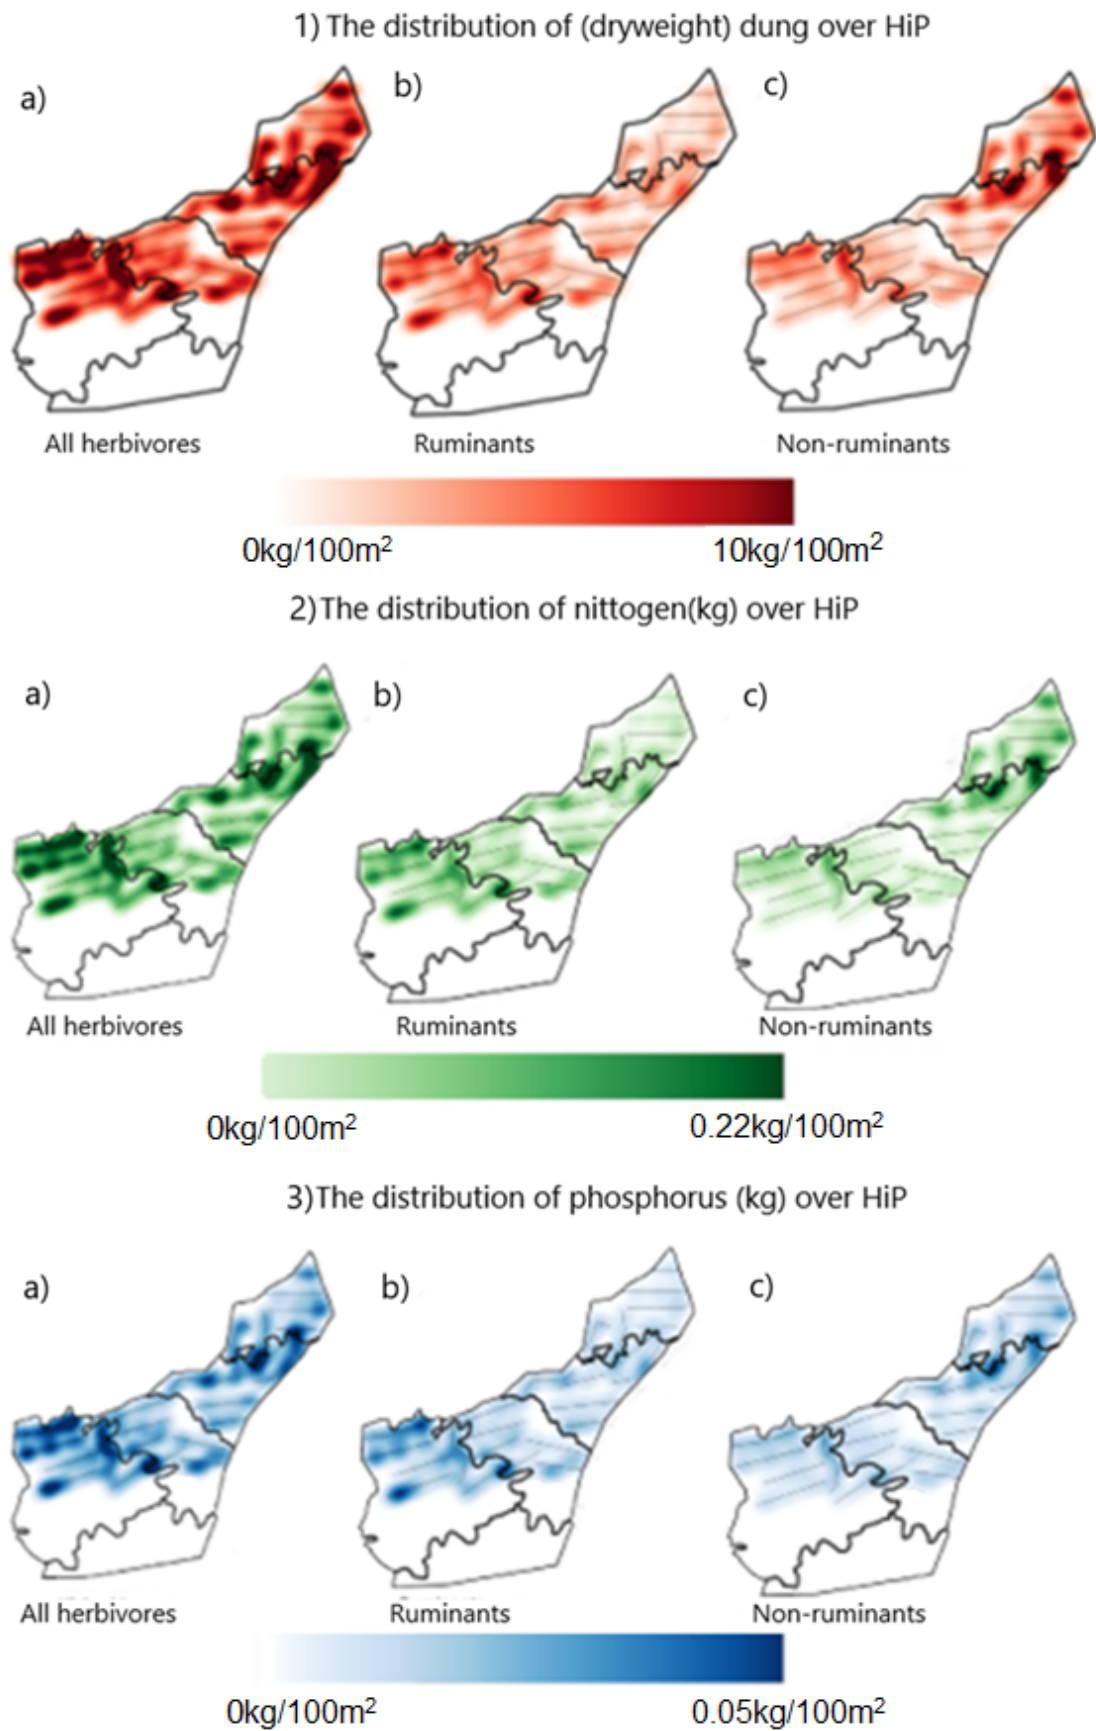 1) The distribution of (dryweight) dung over HiP
a)
b)
c)
All herbivores
Ruminants
Non-ruminants
0kg/100m²
10kg/100m²
2)The distribution of nittogen(kg) over HiP
a)
b)
c)
All herbivores
Ruminants
Non-ruminants
0kg/100m²
0.22kg/100m²
3)The distribution of phosphorus (kg) over HiP
a)
b)
c)
All herbivores
Ruminants
Non-ruminants
0kg/100m²
0.05kg/100m²